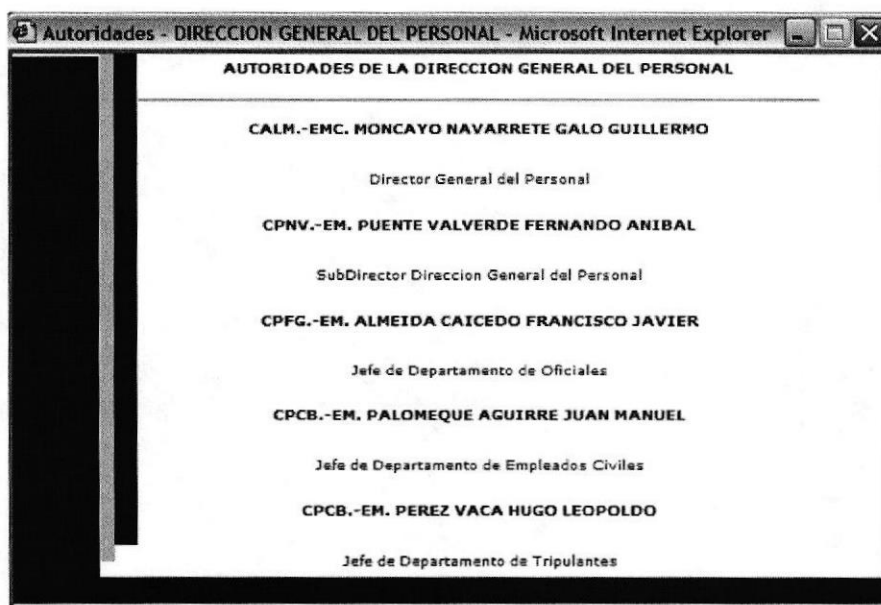 Autoridades - DIRECCION GENERAL DEL PERSONAL - Microsoft Internet Explorer
AUTORIDADES DE LA DIRECCION GENERAL DEL PERSONAL
CALM.-EMC. MONCAYO NAVARRETE GALO GUILLERMO
Director General del Personal
CPNV.-EM. PUENTE VALVERDE FERNANDO ANIBAL
SubDirector Direccion General del Personal
CPFG.-EM. ALMEIDA CAICEDO FRANCISCO JAVIER
Jefe de Departamento de Oficiales
CPCB.-EM. PALOMEQUE AGUIRRE JUAN MANUEL
Jefe de Departamento de Empleados Civiles
CPCB.-EM. PEREZ VACA HUGO LEOPOLDO
Jefe de Departamento de Tripulantes